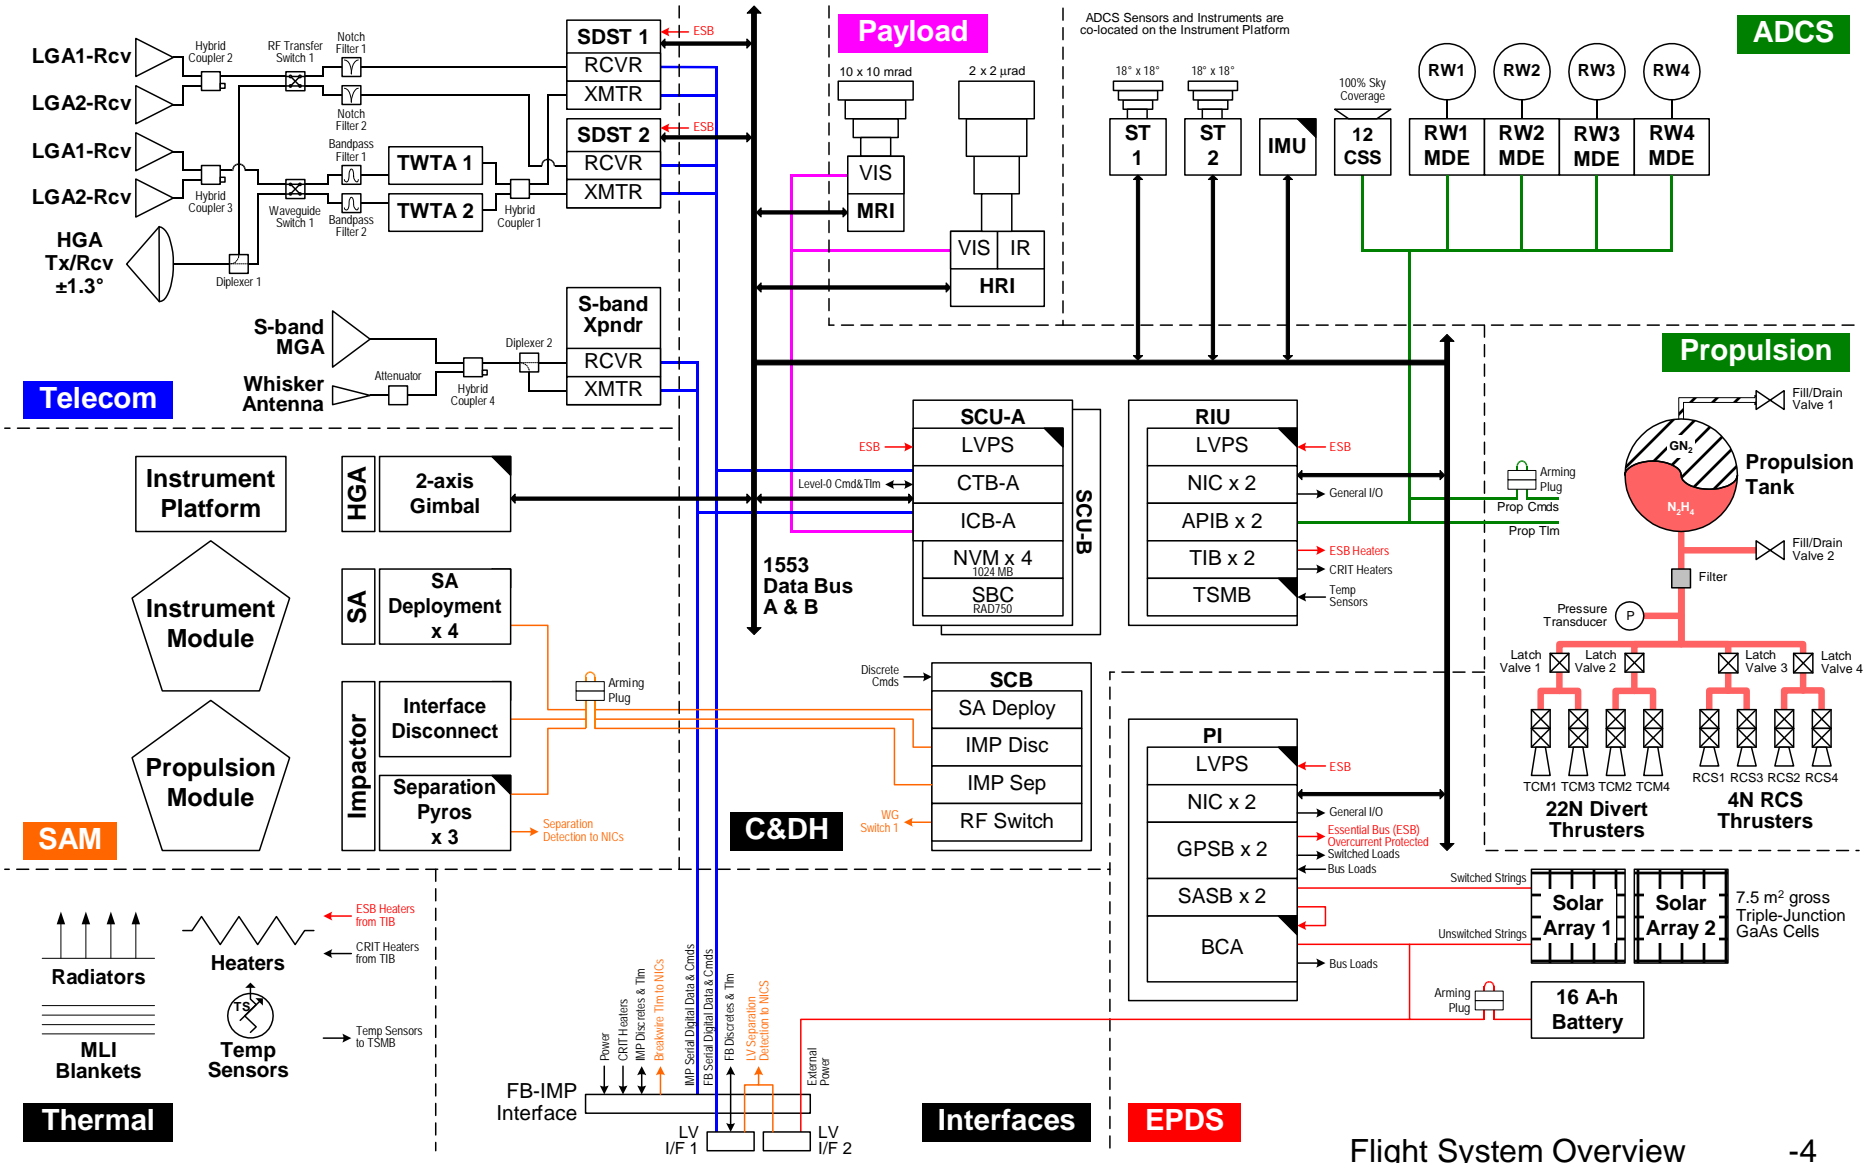 LGA1-Rcv
LGA2-Rcv
LGA1-Rcv
LGA2-Rcv
HGA
Tx/Rcv
±1.3°
Hybrid
Coupler 2
RF Transfer
Switch 1
Notch
Filter 1
Notch
Filter 2
Bandpass
Filter 1
Hybrid
Coupler 3
Waveguide
Switch 1
Bandpass
Filter 2
Diplexer 1
TWTA 1
TWTA 2
Hybrid
Coupler 1
SDST 1
RCVR
XMTR
ESB
SDST 2
RCVR
XMTR
ESB
S-band
MGA
Whisker
Antenna
Attenuator
Hybrid
Coupler 4
Diplexer 2
S-band
Xpndr
RCVR
XMTR
Telecom
Payload
10 x 10 mrad
VIS
MRI
2 x 2 µrad
VIS
IR
HRI
ADCS Sensors and Instruments are
co-located on the Instrument Platform
ADCS
18° x 18°
ST
1
18° x 18°
ST
2
IMU
100% Sky
Coverage
12
CSS
RW1
RW2
RW3
RW4
RW1
MDE
RW2
MDE
RW3
MDE
RW4
MDE
Propulsion
Fill/Drain
Valve 1
GN2
N2H4
Propulsion
Tank
Arming
Plug
Prop Cmds
Prop Tlm
Fill/Drain
Valve 2
Filter
Pressure
Transducer
P
Latch
Valve 1
Latch
Valve 2
Latch
Valve 3
Latch
Valve 4
TCM1 TCM3 TCM2 TCM4
RCS1 RCS3 RCS2 RCS4
22N Divert
Thrusters
4N RCS
Thrusters
Instrument
Platform
Instrument
Module
Propulsion
Module
SAM
HGA
2-axis
Gimbal
SA
SA
Deployment
x 4
Impactor
Interface
Disconnect
Separation
Pyros
x 3
Arming
Plug
Separation
Detection to NICs
1553
Data Bus
A & B
SCU-A
SCU-B
LVPS
CTB-A
ICB-A
NVM x 4
1024 MB
SBC
RAD750
ESB
Level-0 Cmd&Tlm
RIU
LVPS
NIC x 2
APIB x 2
TIB x 2
TSMB
ESB
General I/O
ESB Heaters
CRIT Heaters
Temp
Sensors
Discrete
Cmds
SCB
SA Deploy
IMP Disc
IMP Sep
RF Switch
WG
Switch 1
C&DH
PI
LVPS
NIC x 2
GPSB x 2
SASB x 2
BCA
ESB
General I/O
Essential Bus (ESB)
Overcurrent Protected
Switched Loads
Bus Loads
Bus Loads
Switched Strings
Unswitched Strings
Solar
Array 1
Solar
Array 2
7.5 m2 gross
Triple-Junction
GaAs Cells
Arming
Plug
16 A-h
Battery
EPDS
Radiators
MLI
Blankets
Heaters
TS
Temp
Sensors
ESB Heaters
from TIB
CRIT Heaters
from TIB
Temp Sensors
to TSMB
Thermal
FB-IMP
Interface
Power
CRIT Heaters
IMP Discretes & Tlm
Breakwire Tlm to NICs
IMP Serial Digital Data & Cmds
FB Serial Digital Data & Cmds
FB Discretes & Tlm
LV Separation
Detection to NICS
External
Power
LV
I/F 1
LV
I/F 2
Interfaces
Flight System Overview -4